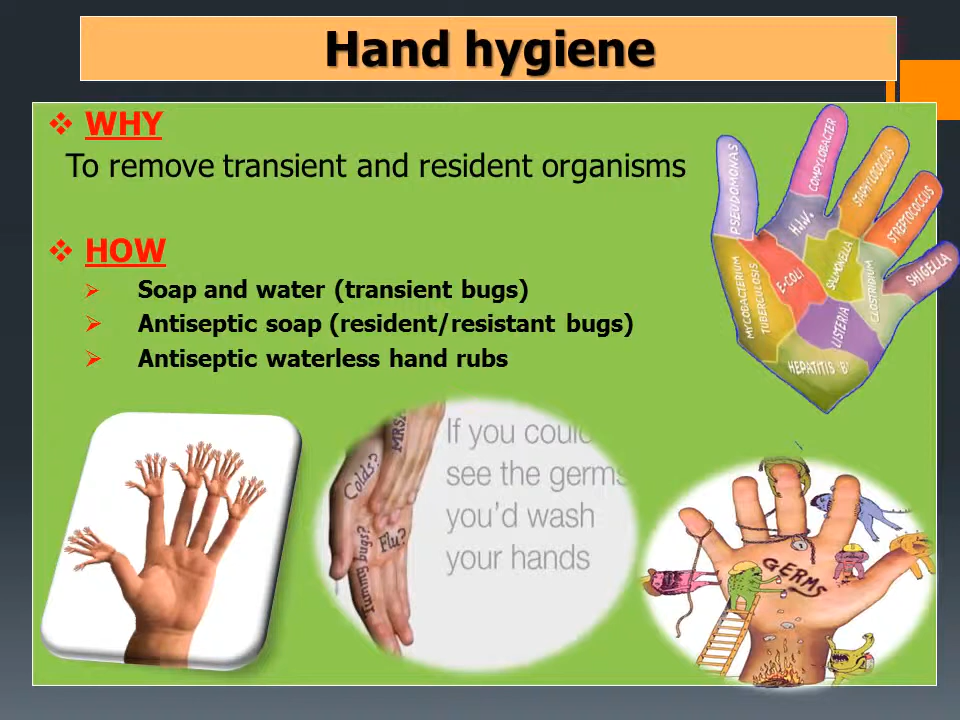 Hand hygiene
WHY
To remove transient and resident organisms
HOW
Soap and water (transient bugs)
Antiseptic soap (resident/resistant bugs)
Antiseptic waterless hand rubs
PSEUDOMONAS
COMPYLOBACTER
STAPHYLOCOCCUS
STREPTOCOCCUS
SHIGELLA
H.I.V.
MYCOBACTERIUM
TUBERCULOSIS
E-COLI
SALMONELLA
CLOSTRIDIUM
LISTERIA
HEPATITIS "B"
MRSA
Colds?
Flu?
Tummy bugs?
If you could
see the germs
you'd wash
your hands
GERMS